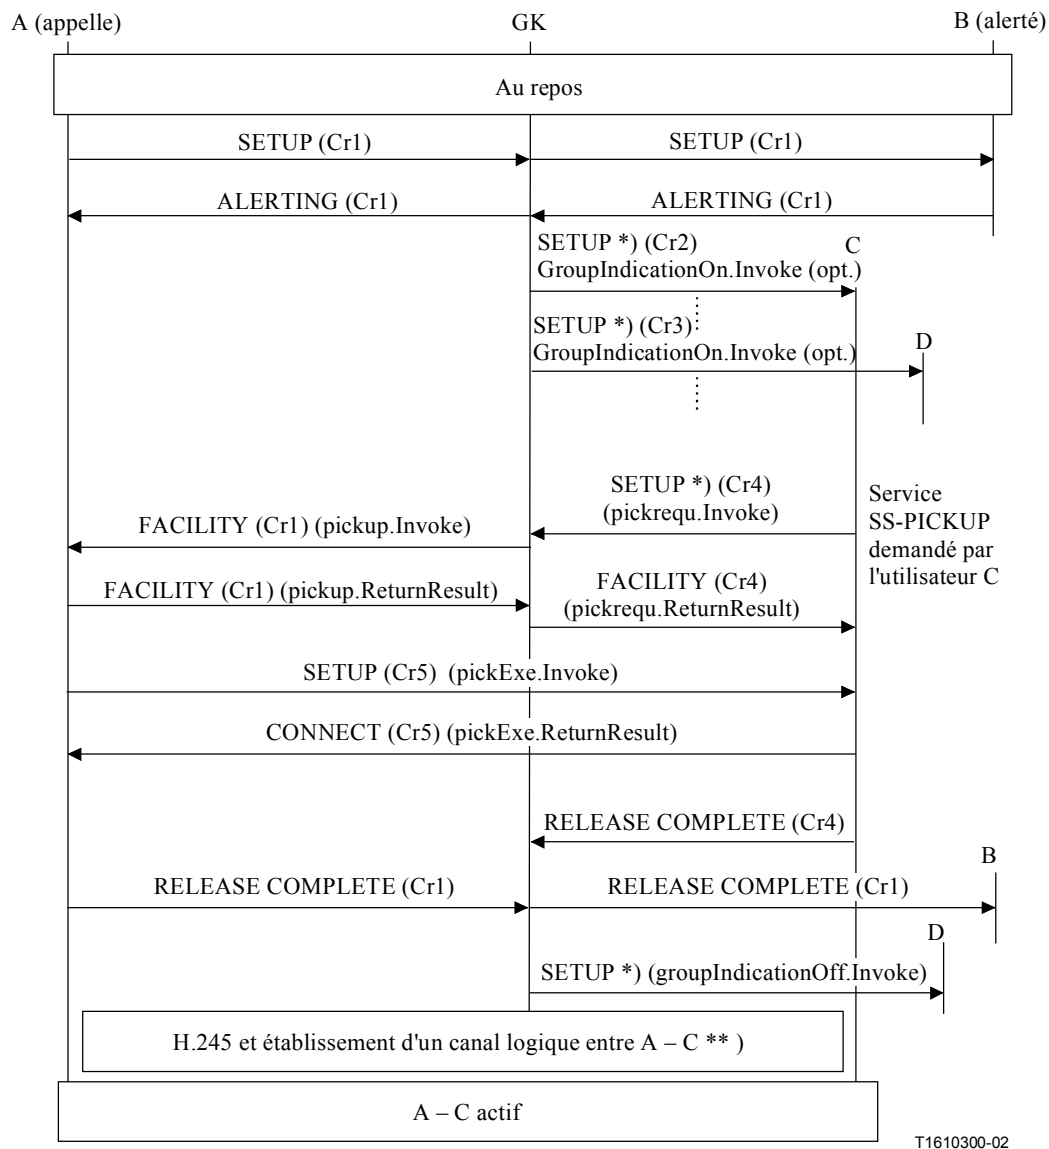 A (appelle)
GK
B (alerté)
Au repos
SETUP (Cr1)
SETUP (Cr1)
ALERTING (Cr1)
ALERTING (Cr1)
SETUP *) (Cr2)
C
GroupIndicationOn.Invoke (opt.)
SETUP *) (Cr3)
D
GroupIndicationOn.Invoke (opt.)
SETUP *) (Cr4)
(pickrequ.Invoke)
Service
SS-PICKUP
demandé par
l'utilisateur C
FACILITY (Cr1) (pickup.Invoke)
FACILITY (Cr1) (pickup.ReturnResult)
FACILITY (Cr4)
(pickrequ.ReturnResult)
SETUP (Cr5) (pickExe.Invoke)
CONNECT (Cr5) (pickExe.ReturnResult)
RELEASE COMPLETE (Cr4)
B
RELEASE COMPLETE (Cr1)
RELEASE COMPLETE (Cr1)
D
SETUP *) (groupIndicationOff.Invoke)
H.245 et établissement d'un canal logique entre A – C ** )
A – C actif
T1610300-02